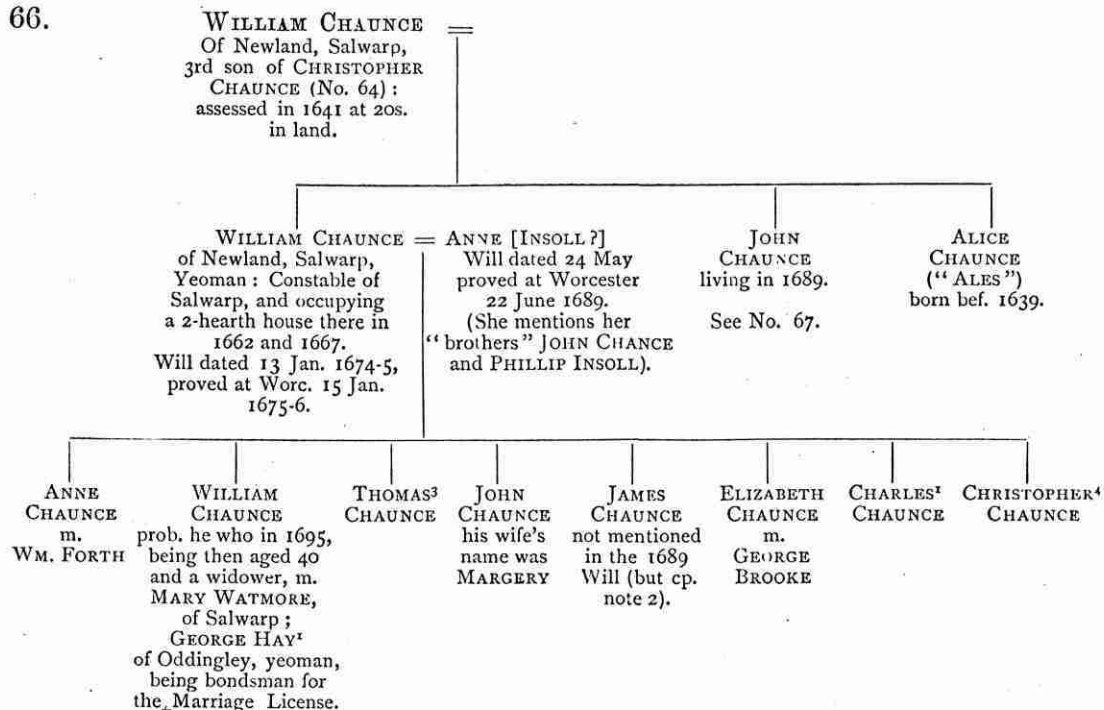 66.
WILLIAM CHAUNCE =
Of Newland, Salwarp,
3rd son of CHRISTOPHER
CHAUNCE (No. 64) :
assessed in 1641 at 20s.
in land.
WILLIAM CHAUNCE =
of Newland, Salwarp,
Yeoman : Constable of
Salwarp, and occupying
a 2-hearth house there in
1662 and 1667.
Will dated 13 Jan. 1674-5,
proved at Worc. 15 Jan.
1675-6.
ANNE [INSOLL ?]
Will dated 24 May
proved at Worcester
22 June 1689.
(She mentions her
“ brothers ” JOHN CHANCE
and PHILLIP INSOLL).
JOHN
CHAUNCE
living in 1689.
See No. 67.
ALICE
CHAUNCE
(“ ALES ”)
born bef. 1639.
ANNE
CHAUNCE
m.
WM. FORTH
WILLIAM
CHAUNCE
prob. he who in 1695,
being then aged 40
and a widower, m.
MARY WATMORE,
of Salwarp ;
GEORGE HAY¹
of Oddingley, yeoman,
being bondsman for
the Marriage License.
THOMAS³
CHAUNCE
JOHN
CHAUNCE
his wife's
name was
MARGERY
JAMES
CHAUNCE
not mentioned
in the 1689
Will (but cp.
note 2).
ELIZABETH
CHAUNCE
m.
GEORGE
BROOKE
CHARLES¹
CHAUNCE
CHRISTOPHER⁴
CHAUNCE